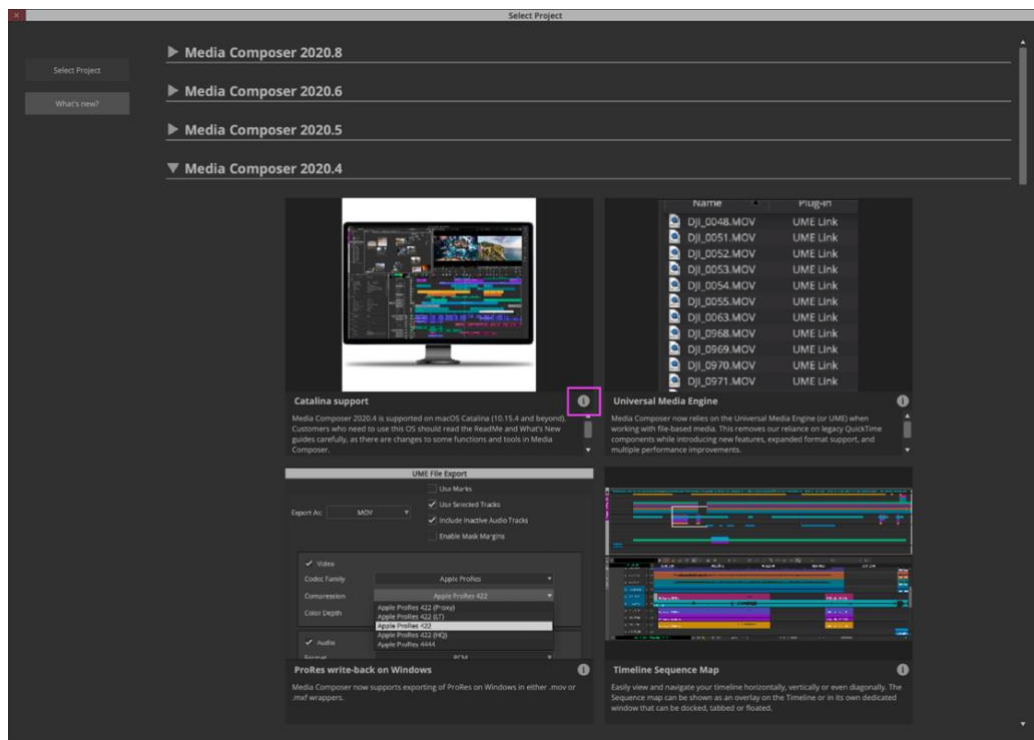 Select Project
Select Project
What's new?
Media Composer 2020.8
Media Composer 2020.6
Media Composer 2020.5
Media Composer 2020.4
Name Plug-in
DJI_0048.MOV UME Link
DJI_0051.MOV UME Link
DJI_0052.MOV UME Link
DJI_0053.MOV UME Link
DJI_0054.MOV UME Link
DJI_0055.MOV UME Link
DJI_0063.MOV UME Link
DJI_0968.MOV UME Link
DJI_0969.MOV UME Link
DJI_0970.MOV UME Link
DJI_0971.MOV UME Link
Catalina support
Media Composer 2020.4 is supported on macOS Catalina (10.15.4 and beyond).
Customers who need to use this OS should read the ReadMe and What's New
guides carefully, as there are changes to some functions and tools in Media
Composer.
Universal Media Engine
Media Composer now relies on the Universal Media Engine (or UME) when
working with file-based media. This removes our reliance on legacy QuickTime
components while introducing new features, expanded format support, and
multiple performance improvements.
UME File Export
Use Marks
Export As: MOV
Use Selected Tracks
Include Inactive Audio Tracks
Enable Mask Margins
Video
Codec Family Apple ProRes
Compression Apple ProRes 422
Color Depth
Apple ProRes 422 (Proxy)
Apple ProRes 422 (LT)
Apple ProRes 422
Apple ProRes 422 (HQ)
Apple ProRes 4444
Audio
Format PCM
ProRes write-back on Windows
Media Composer now supports exporting of ProRes on Windows in either .mov or
.mxf wrappers.
Timeline Sequence Map
Easily view and navigate your timeline horizontally, vertically or even diagonally. The
Sequence map can be shown as an overlay on the Timeline or in its own dedicated
window that can be docked, tabbed or floated.